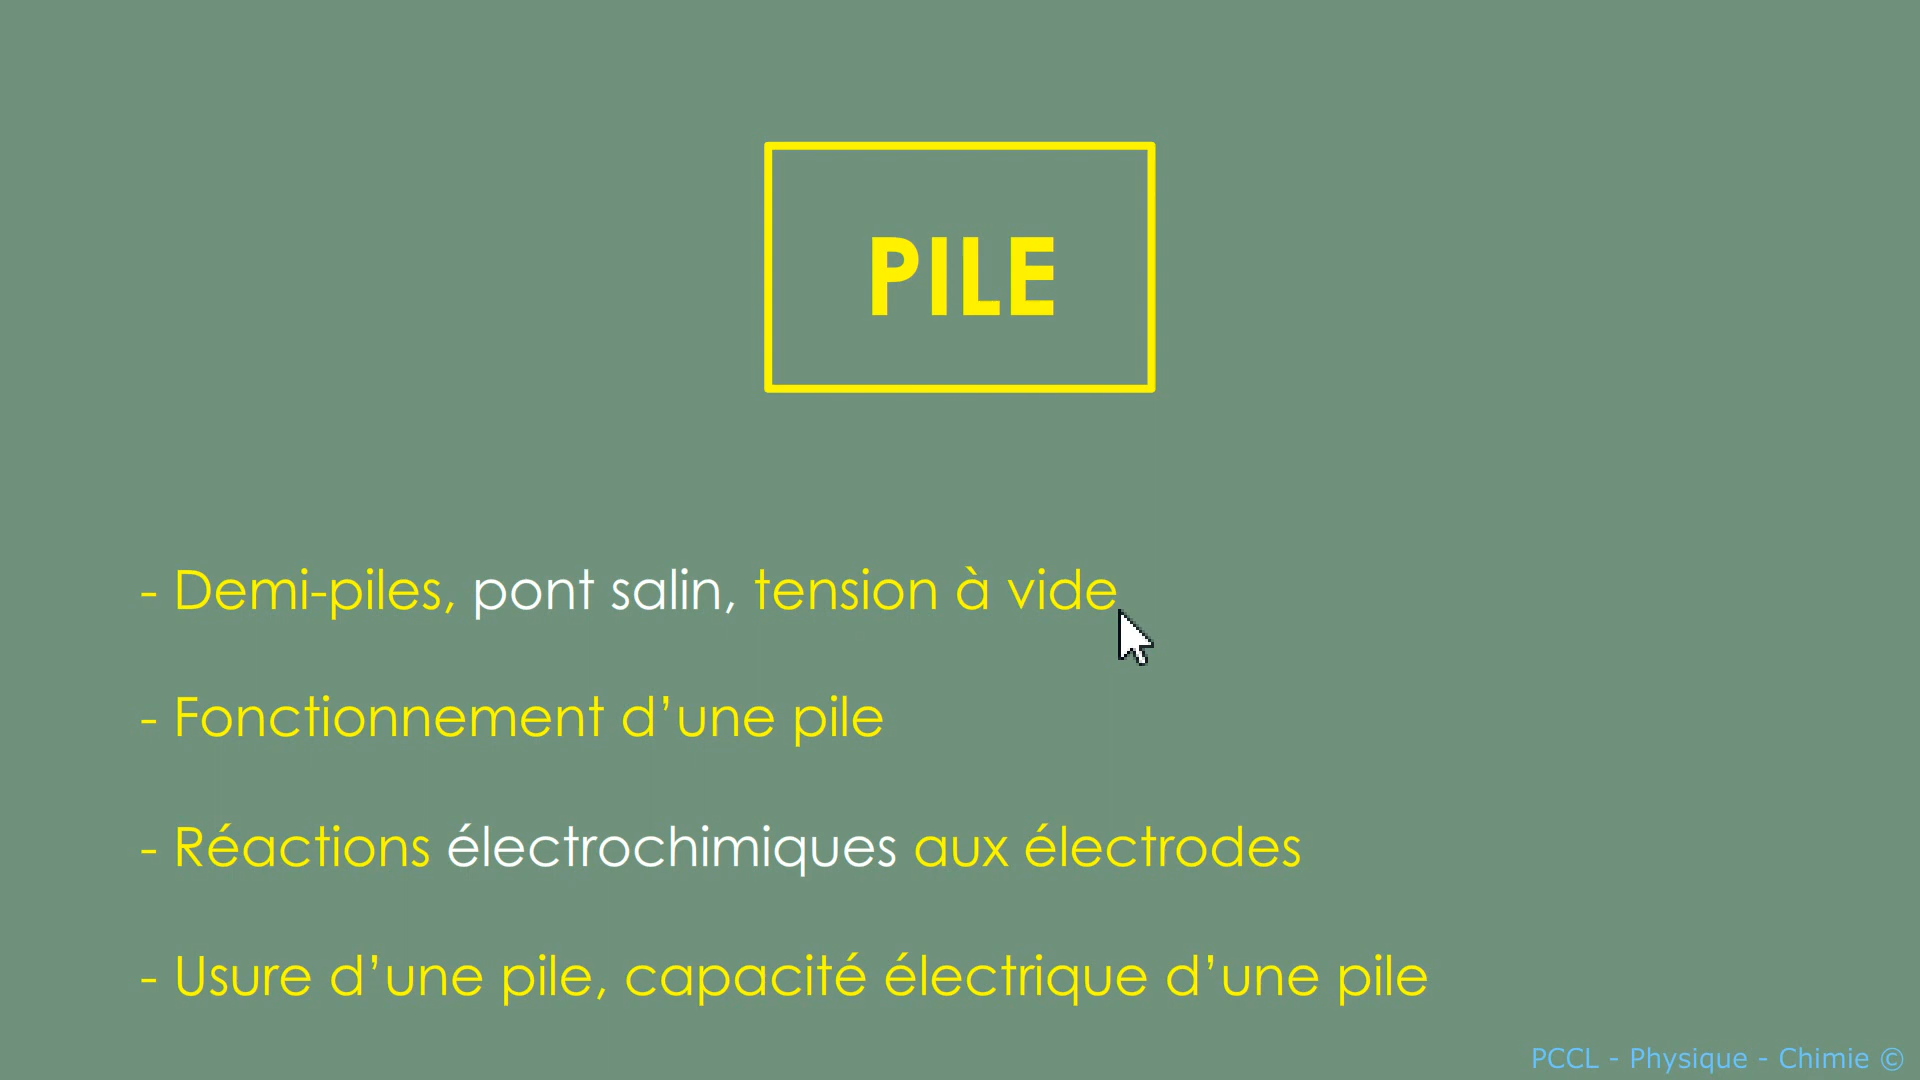 PILE
- Demi-piles, pont salin, tension à vide
- Fonctionnement d’une pile
- Réactions électrochimiques aux électrodes
- Usure d’une pile, capacité électrique d’une pile
PCCL - Physique - Chimie ©